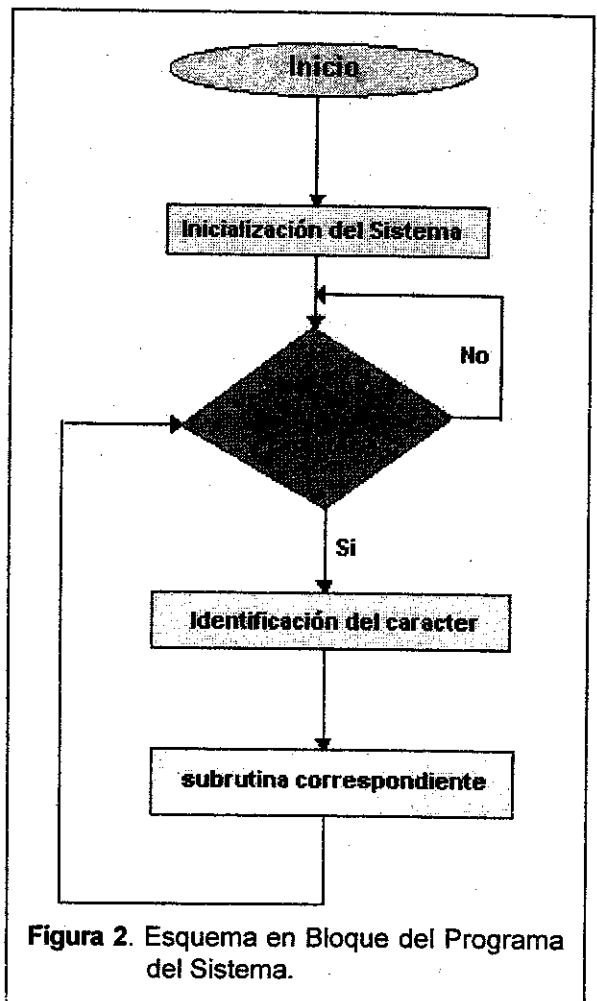 Inicio
Inicialización del Sistema
No
Si
Identificación del caracter
subrutina correspondiente
Figura 2. Esquema en Bloque del Programa
del Sistema.